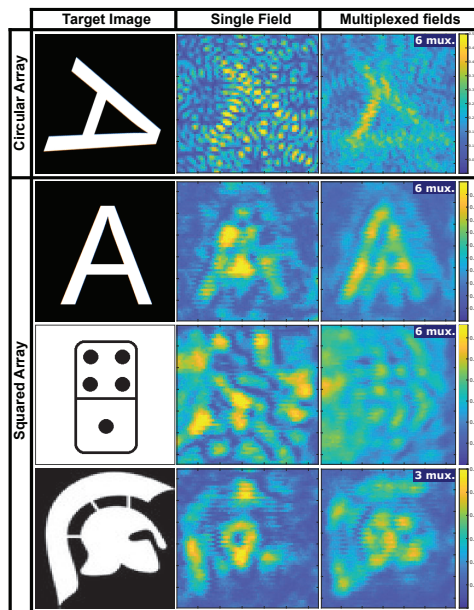 Target Image Single Field Multiplexed fields
Circular Array
6 mux.
Squared Array
A
6 mux.
6 mux.
3 mux.